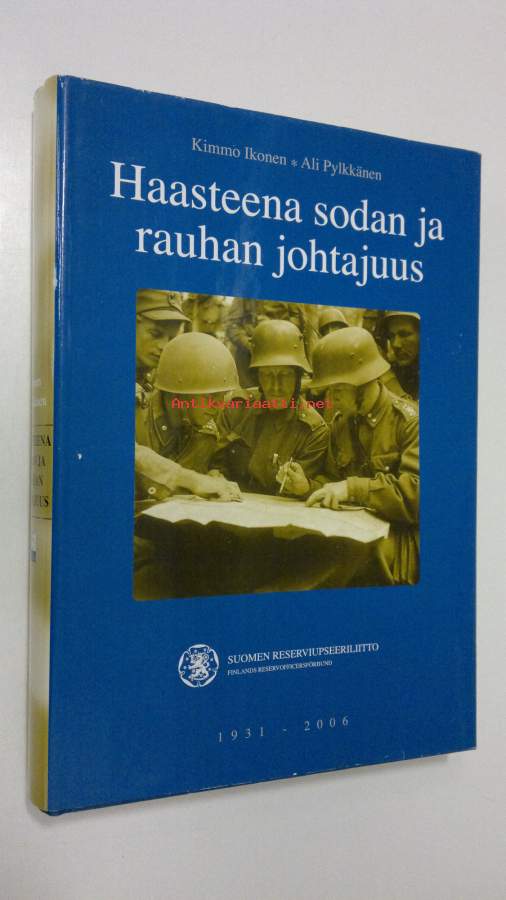 Kimmo Ikonen * Ali Pylkkänen
Haasteena sodan ja
rauhan johtajuus
Antikvariaatti.net
SUOMEN RESERVIUPSEERILIITTO
FINLANDS RESERVOFFICERSFÖRBUND
1931 - 2006